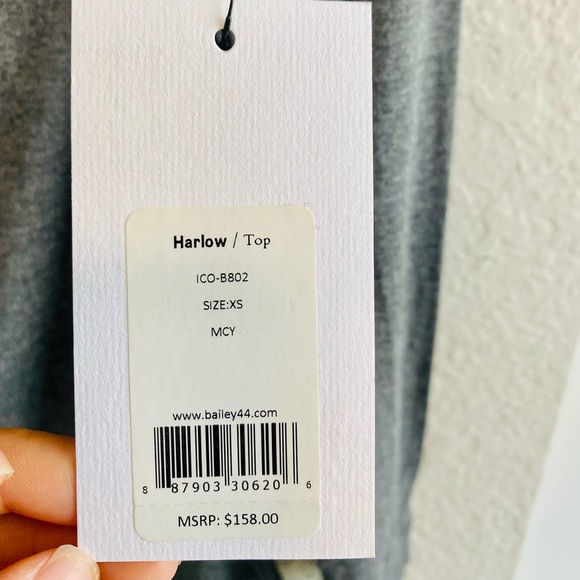 Harlow / Top
ICO-B802
SIZE:XS
MCY
www.bailey44.com
8 87903 30620 6
MSRP: $158.00